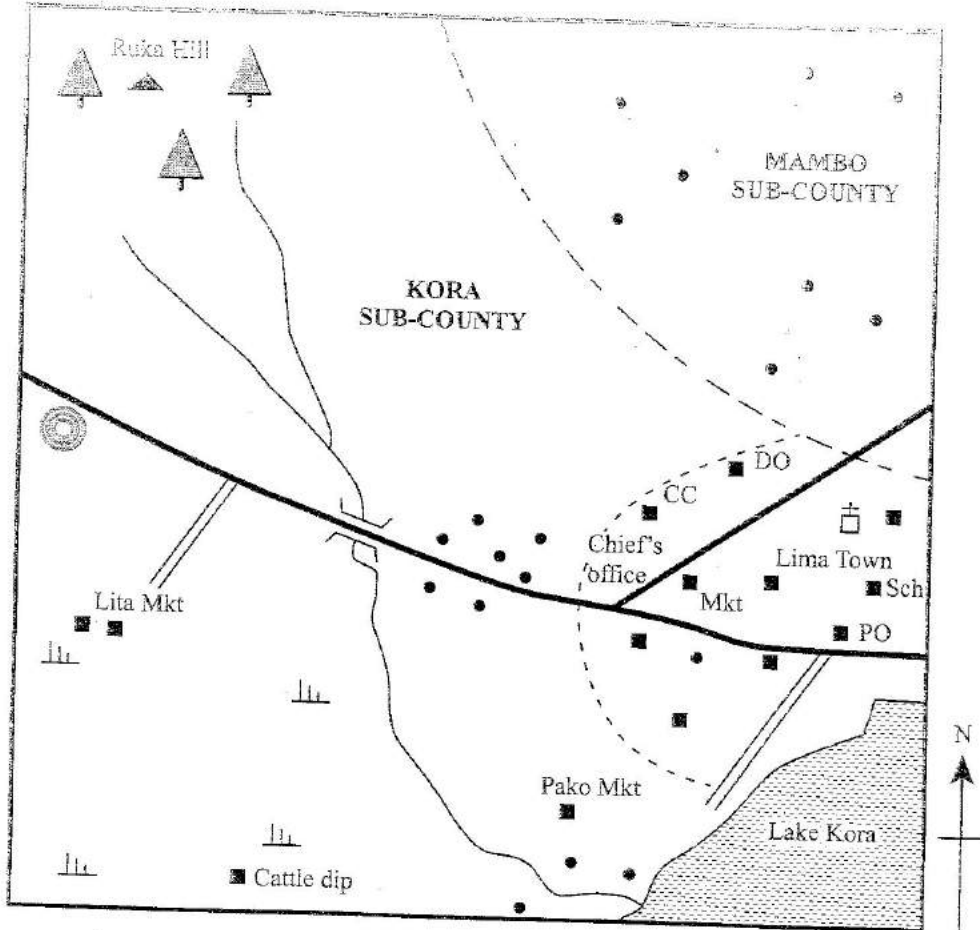 Ruka Hill
MAMBO
SUB-COUNTY
KORA
SUB-COUNTY
DO
CC
Chief's
office
Lima Town
Mkt
Sch
Lita Mkt
PO
N
Pako Mkt
Lake Kora
Cattle dip